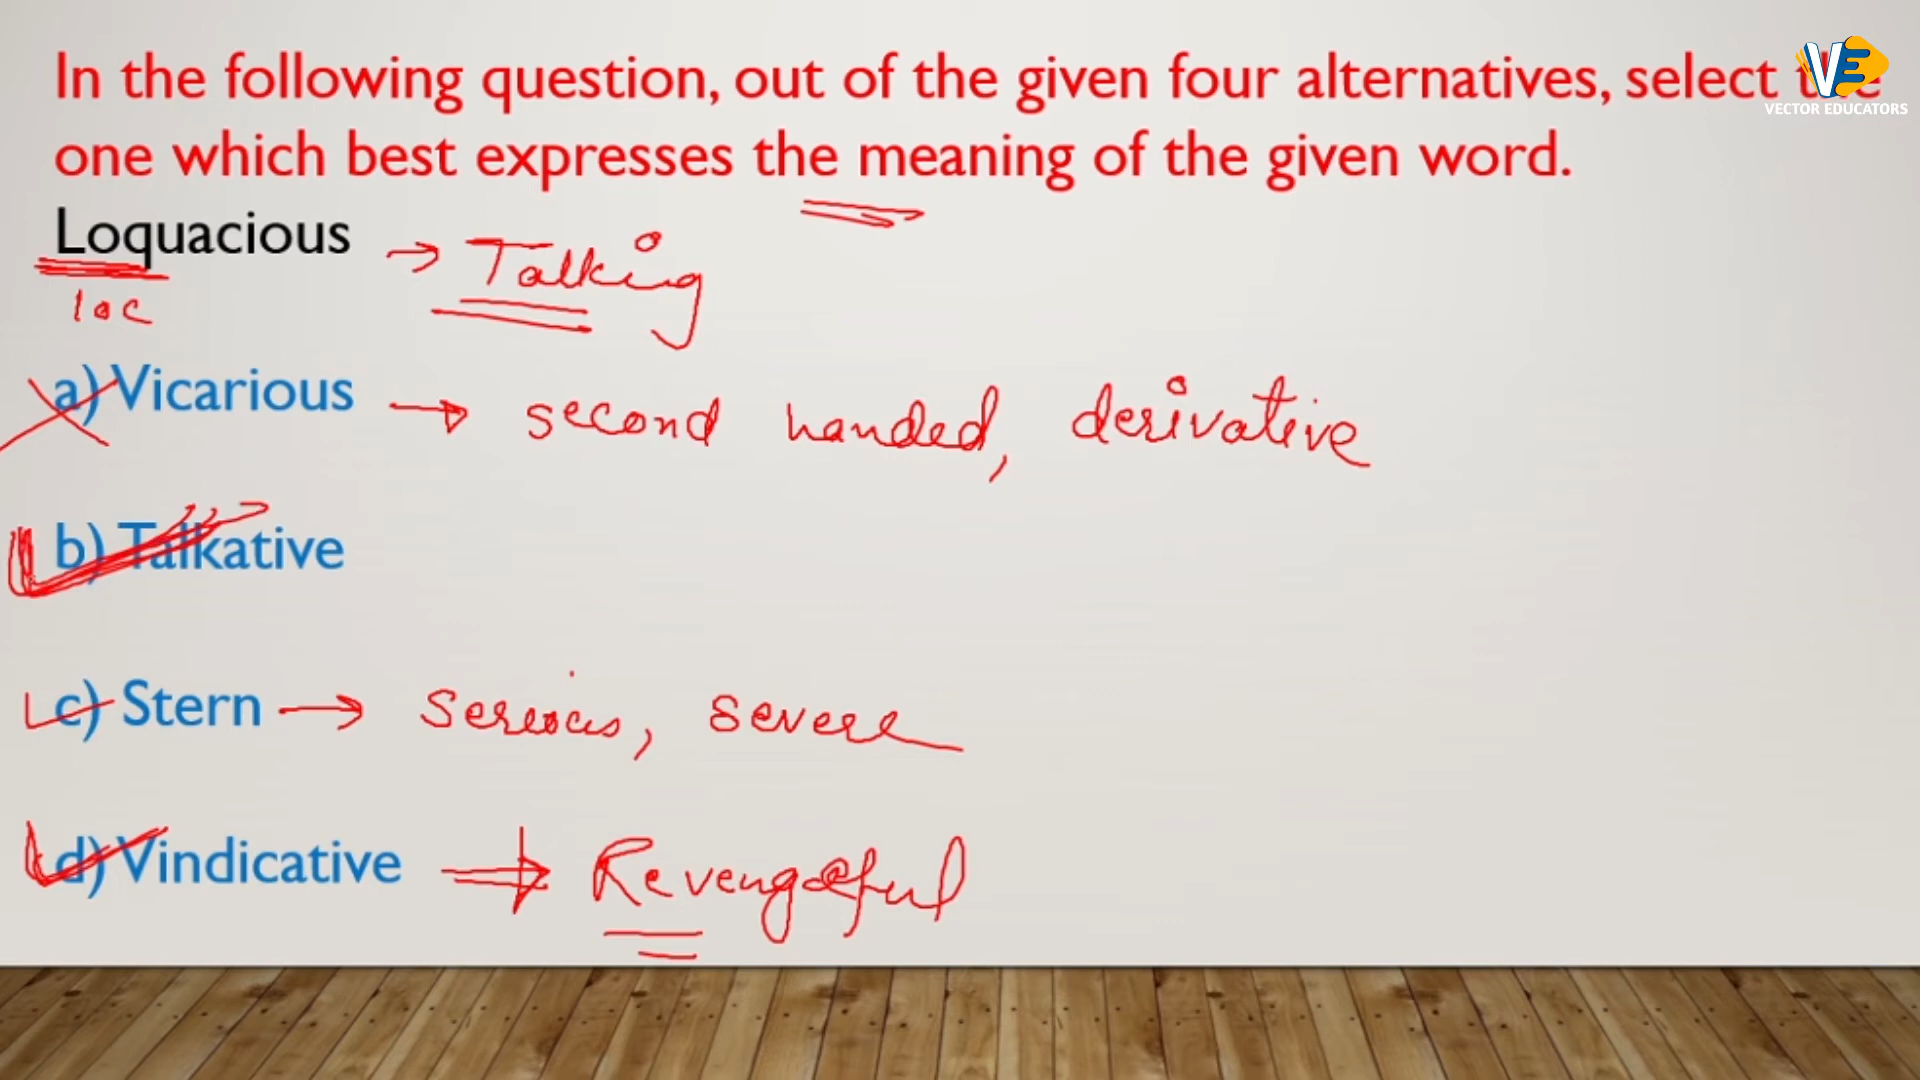 In the following question, out of the given four alternatives, select the
VECTOR EDUCATORS
one which best expresses the meaning of the given word.
Loquacious → Talking
loc
a) Vicarious → second handed, derivative
b) Talkative
c) Stern → Serious, severe
d) Vindicative → Revengeful